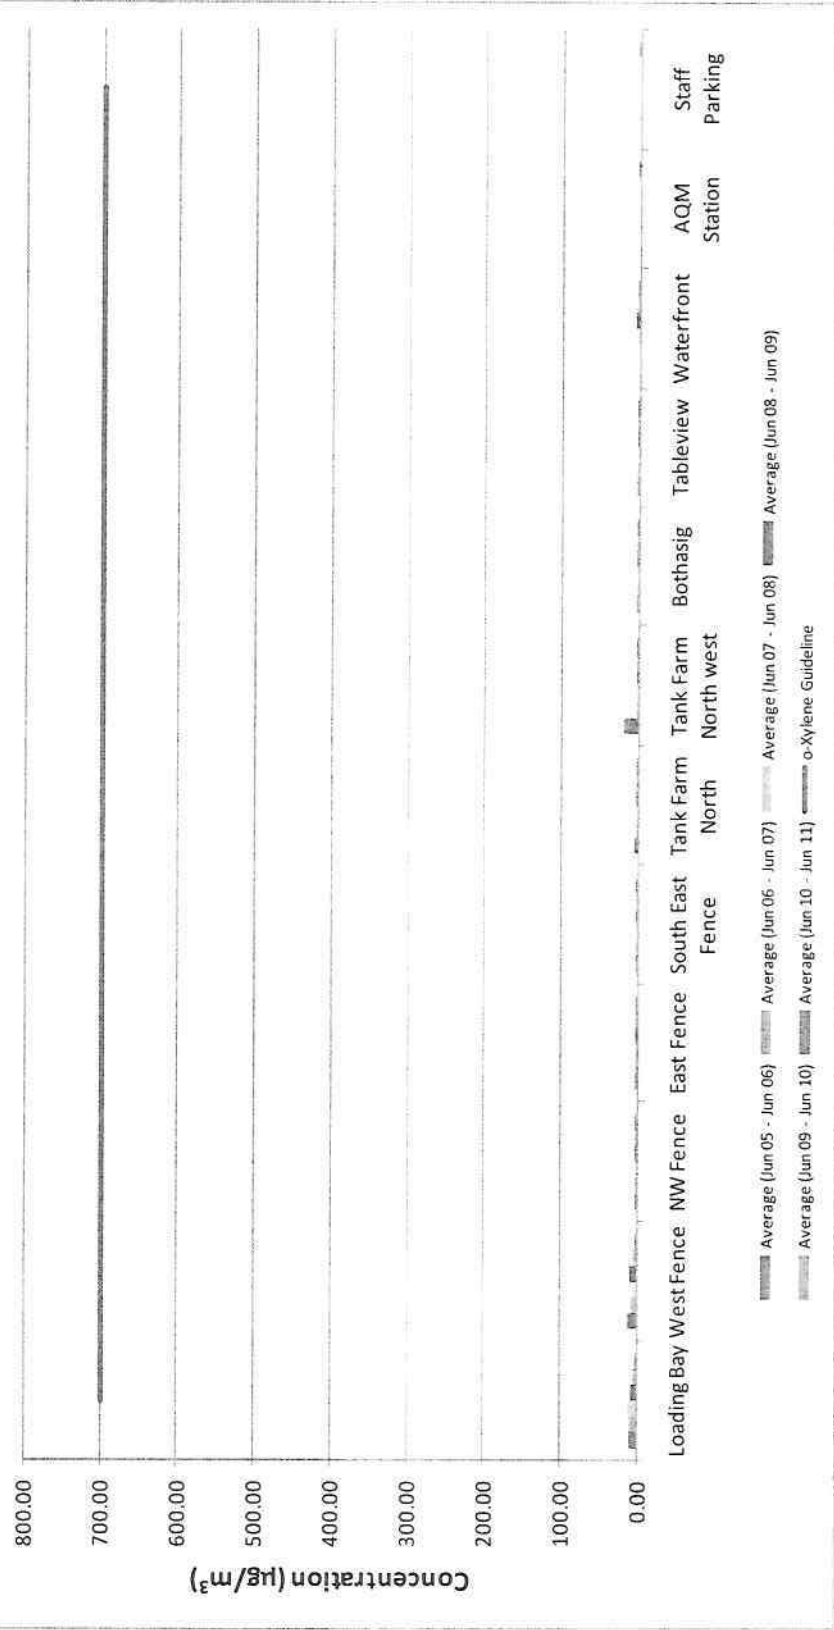 800.00
700.00
600.00
500.00
400.00
300.00
200.00
100.00
0.00
Concentration (µg/m³)
Loading Bay
West Fence
NW Fence
East Fence
South East
Fence
Tank Farm
North
Tank Farm
North west
Bothasig
Tableview
Waterfront
AQM
Station
Staff
Parking
Average (Jun 05 - Jun 06)
Average (Jun 06 - Jun 07)
Average (Jun 07 - Jun 08)
Average (Jun 08 - Jun 09)
Average (Jun 09 - Jun 10)
Average (Jun 10 - Jun 11)
o-Xylene Guideline